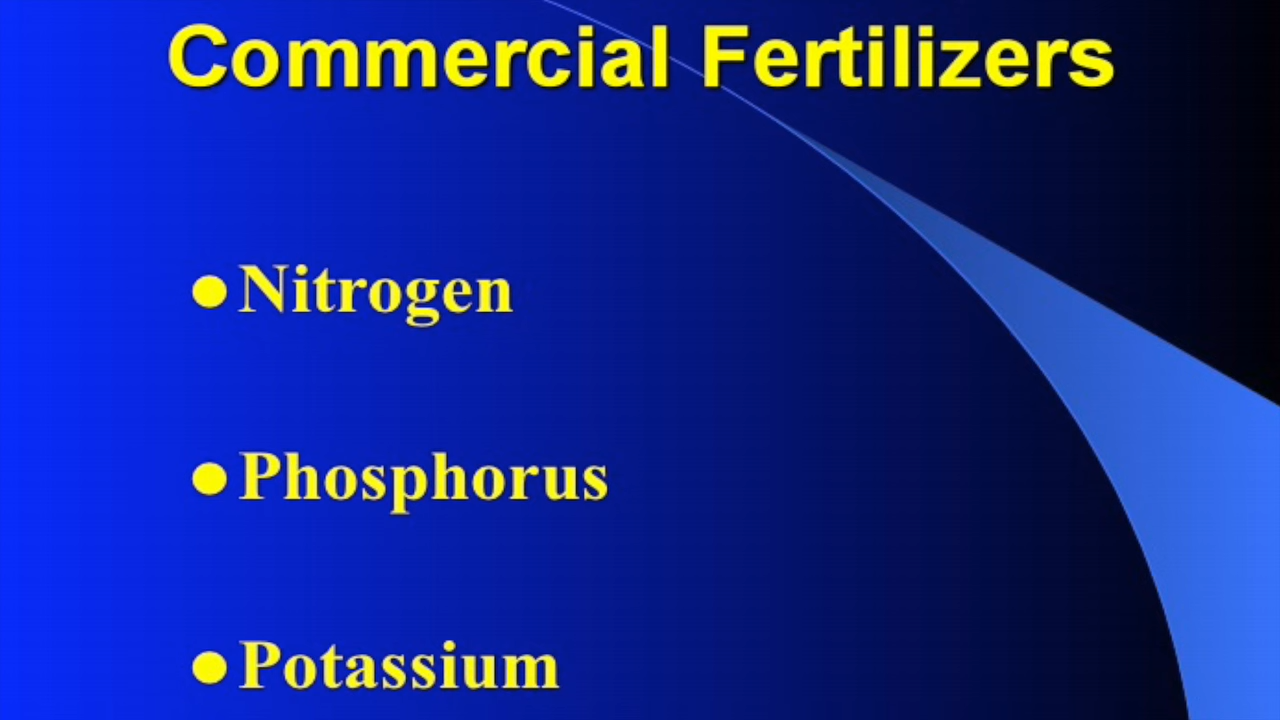 Commercial Fertilizers
● Nitrogen
● Phosphorus
● Potassium